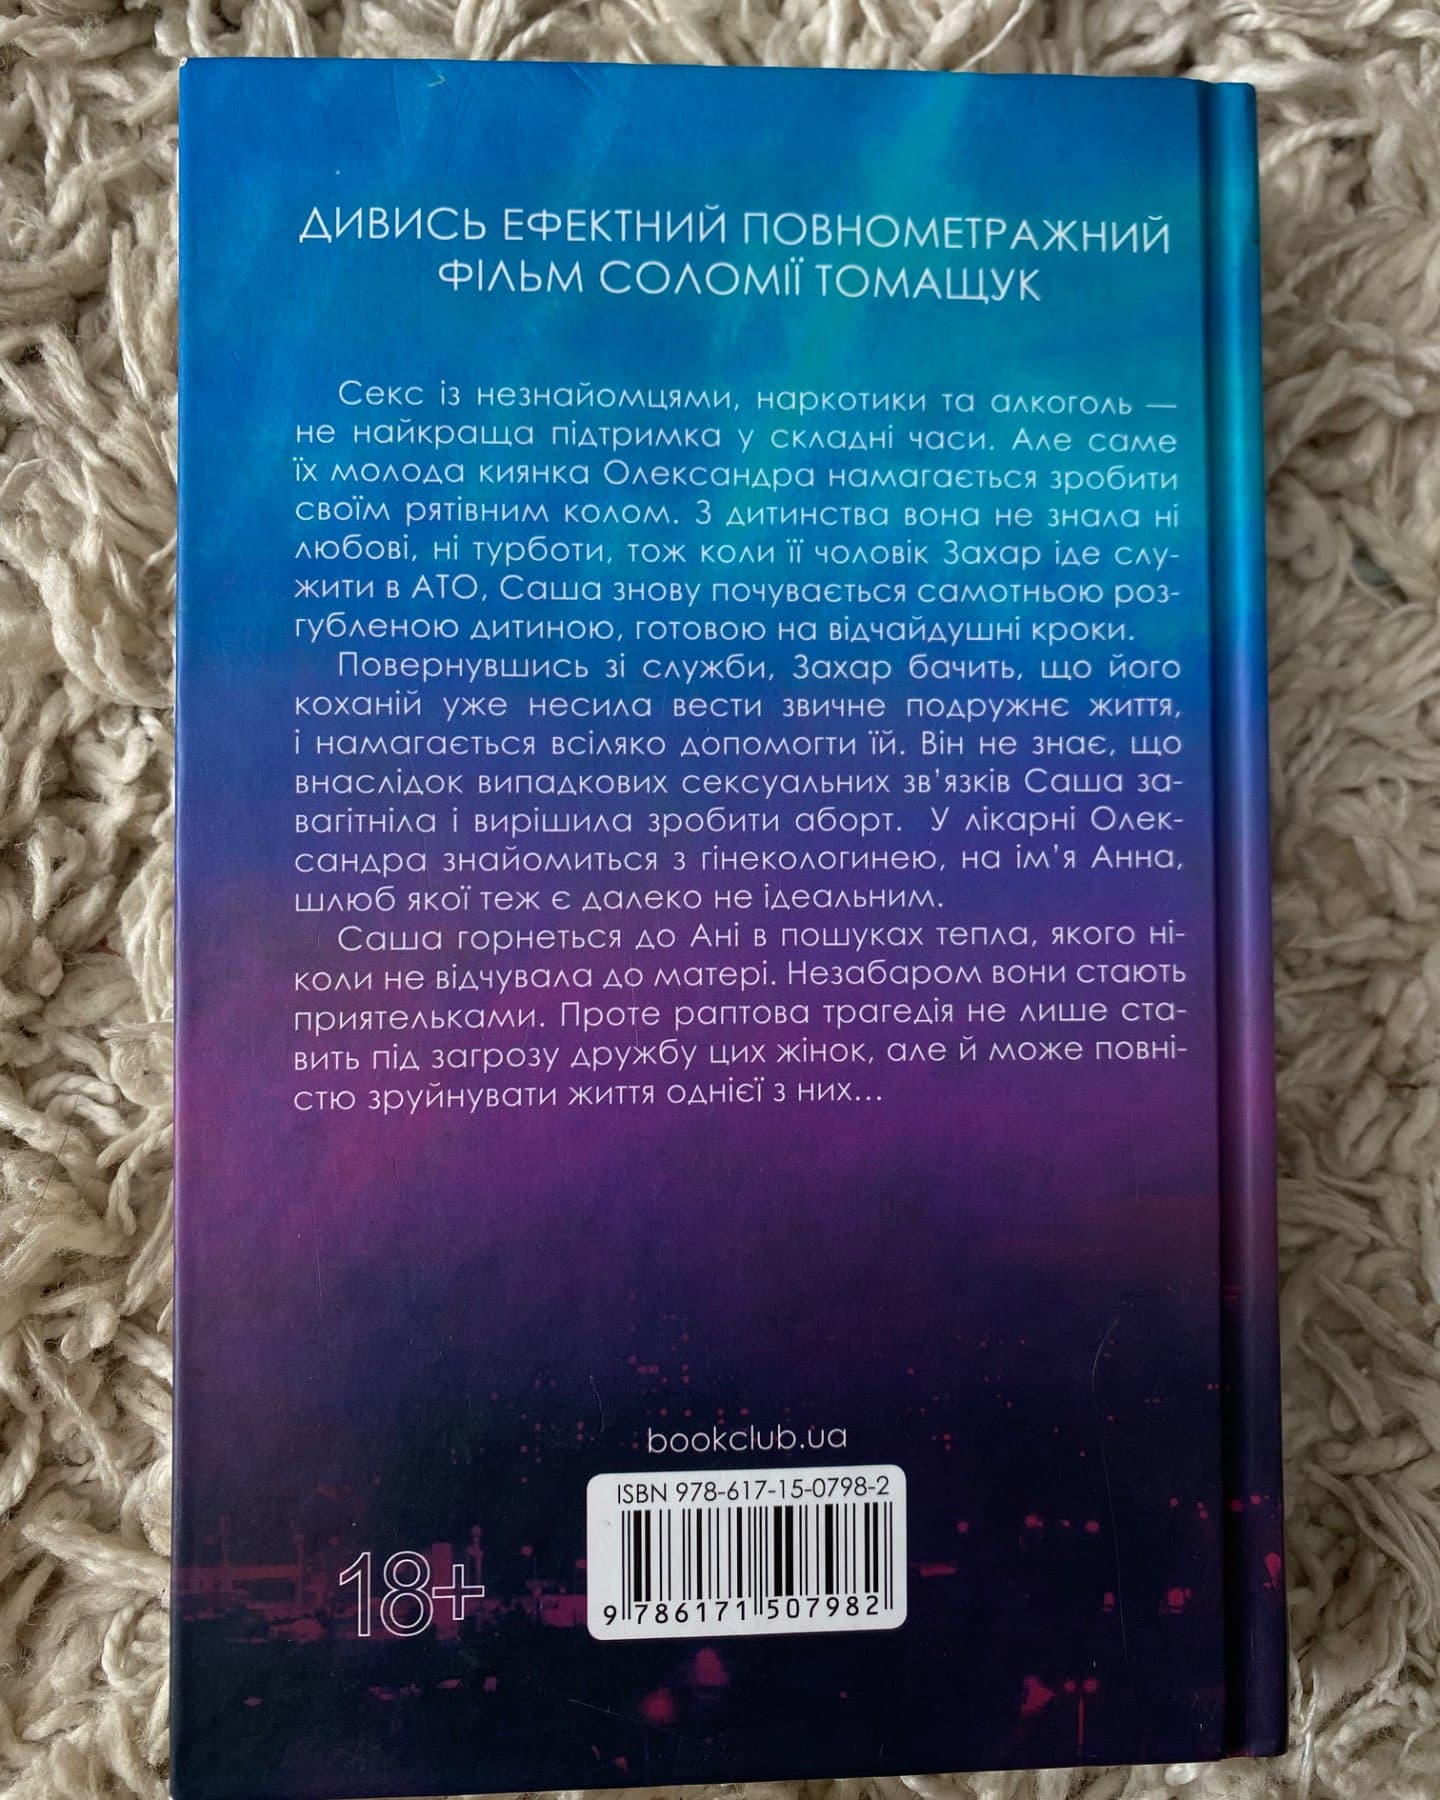 ДИВИСЬ ЕФЕКТНИЙ ПОВНОМЕТРАЖНИЙ
ФІЛЬМ СОЛОМІЇ ТОМАЩУК
Секс із незнайомцями, наркотики та алкоголь —
не найкраща підтримка у складні часи. Але саме
їх молода киянка Олександра намагається зробити
своїм рятівним колом. З дитинства вона не знала ні
любові, ні турботи, тож коли її чоловік Захар іде слу-
жити в АТО, Саша знову почувається самотньою роз-
губленою дитиною, готовою на відчайдушні кроки.
Повернувшись зі служби, Захар бачить, що його
коханій уже несила вести звичне подружнє життя,
і намагається всіляко допомогти їй. Він не знає, що
внаслідок випадкових сексуальних зв’язків Саша за-
вагітніла і вирішила зробити аборт. У лікарні Олек-
сандра знайомиться з гінекологинею, на ім’я Анна,
шлюб якої теж є далеко не ідеальним.
Саша горнеться до Ані в пошуках тепла, якого ні-
коли не відчувала до матері. Незабаром вони стають
приятельками. Проте раптова трагедія не лише ста-
вить під загрозу дружбу цих жінок, але й може повні-
стю зруйнувати життя однієї з них...
bookclub.ua
ISBN 978-617-15-0798-2
9 786171 507982
18+